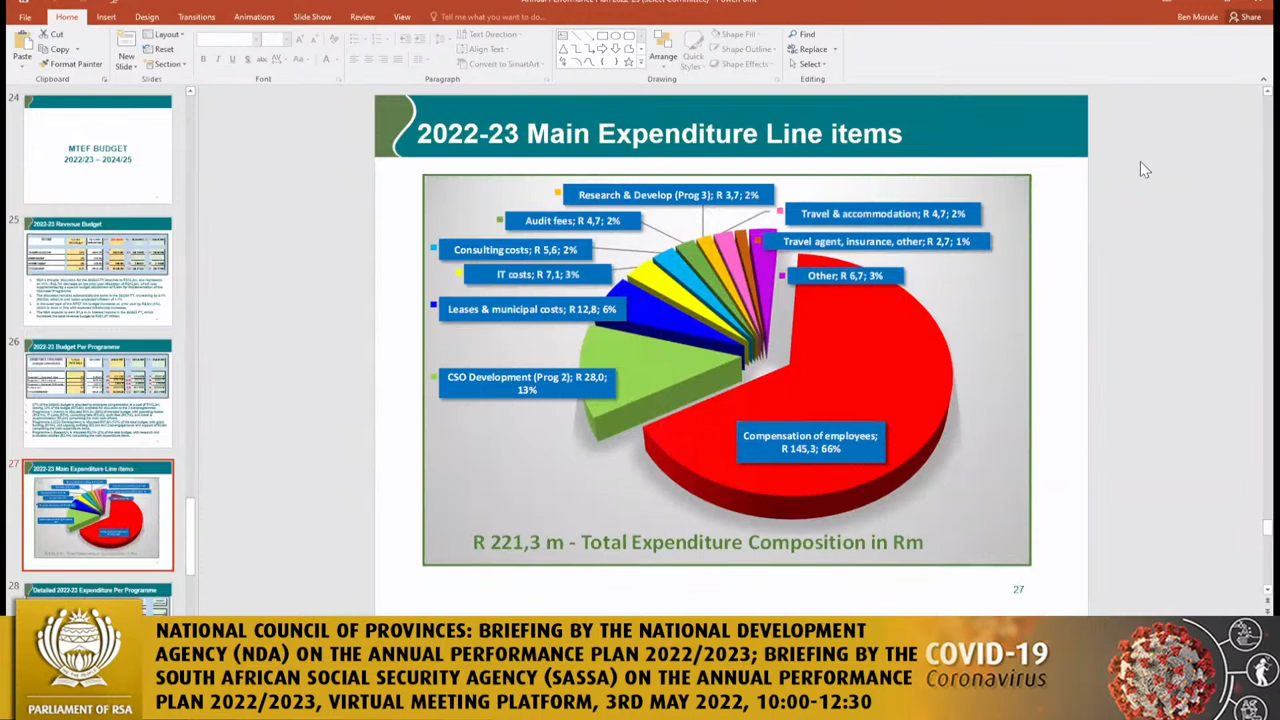 File
Home
Insert
Design
Transitions
Animations
Slide Show
Review
View
Tell me what you want to do...
Ben Morule
Share
Cut
Copy
Format Painter
Paste
Clipboard
New
Slide
Layout
Reset
Section
Slides
Font
Text Direction
Align Text
Convert to SmartArt
Paragraph
Arrange
Quick
Styles
Shape Fill
Shape Outline
Shape Effects
Drawing
Find
Replace
Select
Editing
24
MTEF BUDGET
2022/23 – 2024/25
25
2022-23 Revenue Budget
26
2022-23 Budget Per Programme
27
2022-23 Main Expenditure Line items
28
Detailed 2022-23 Expenditure Per Programme
2022-23 Main Expenditure Line items
Research & Develop (Prog 3); R 3,7; 2%
Audit fees; R 4,7; 2%
Travel & accommodation; R 4,7; 2%
Consulting costs; R 5,6; 2%
Travel agent, insurance, other; R 2,7; 1%
IT costs; R 7,1; 3%
Other; R 6,7; 3%
Leases & municipal costs; R 12,8; 6%
CSO Development (Prog 2); R 28,0;
13%
Compensation of employees;
R 145,3; 66%
R 221,3 m - Total Expenditure Composition in Rm
27
NATIONAL COUNCIL OF PROVINCES: BRIEFING BY THE NATIONAL DEVELOPMENT
AGENCY (NDA) ON THE ANNUAL PERFORMANCE PLAN 2022/2023; BRIEFING BY THE
SOUTH AFRICAN SOCIAL SECURITY AGENCY (SASSA) ON THE ANNUAL PERFORMANCE
PLAN 2022/2023, VIRTUAL MEETING PLATFORM, 3RD MAY 2022, 10:00-12:30
PARLIAMENT OF RSA
COVID-19
Coronavirus